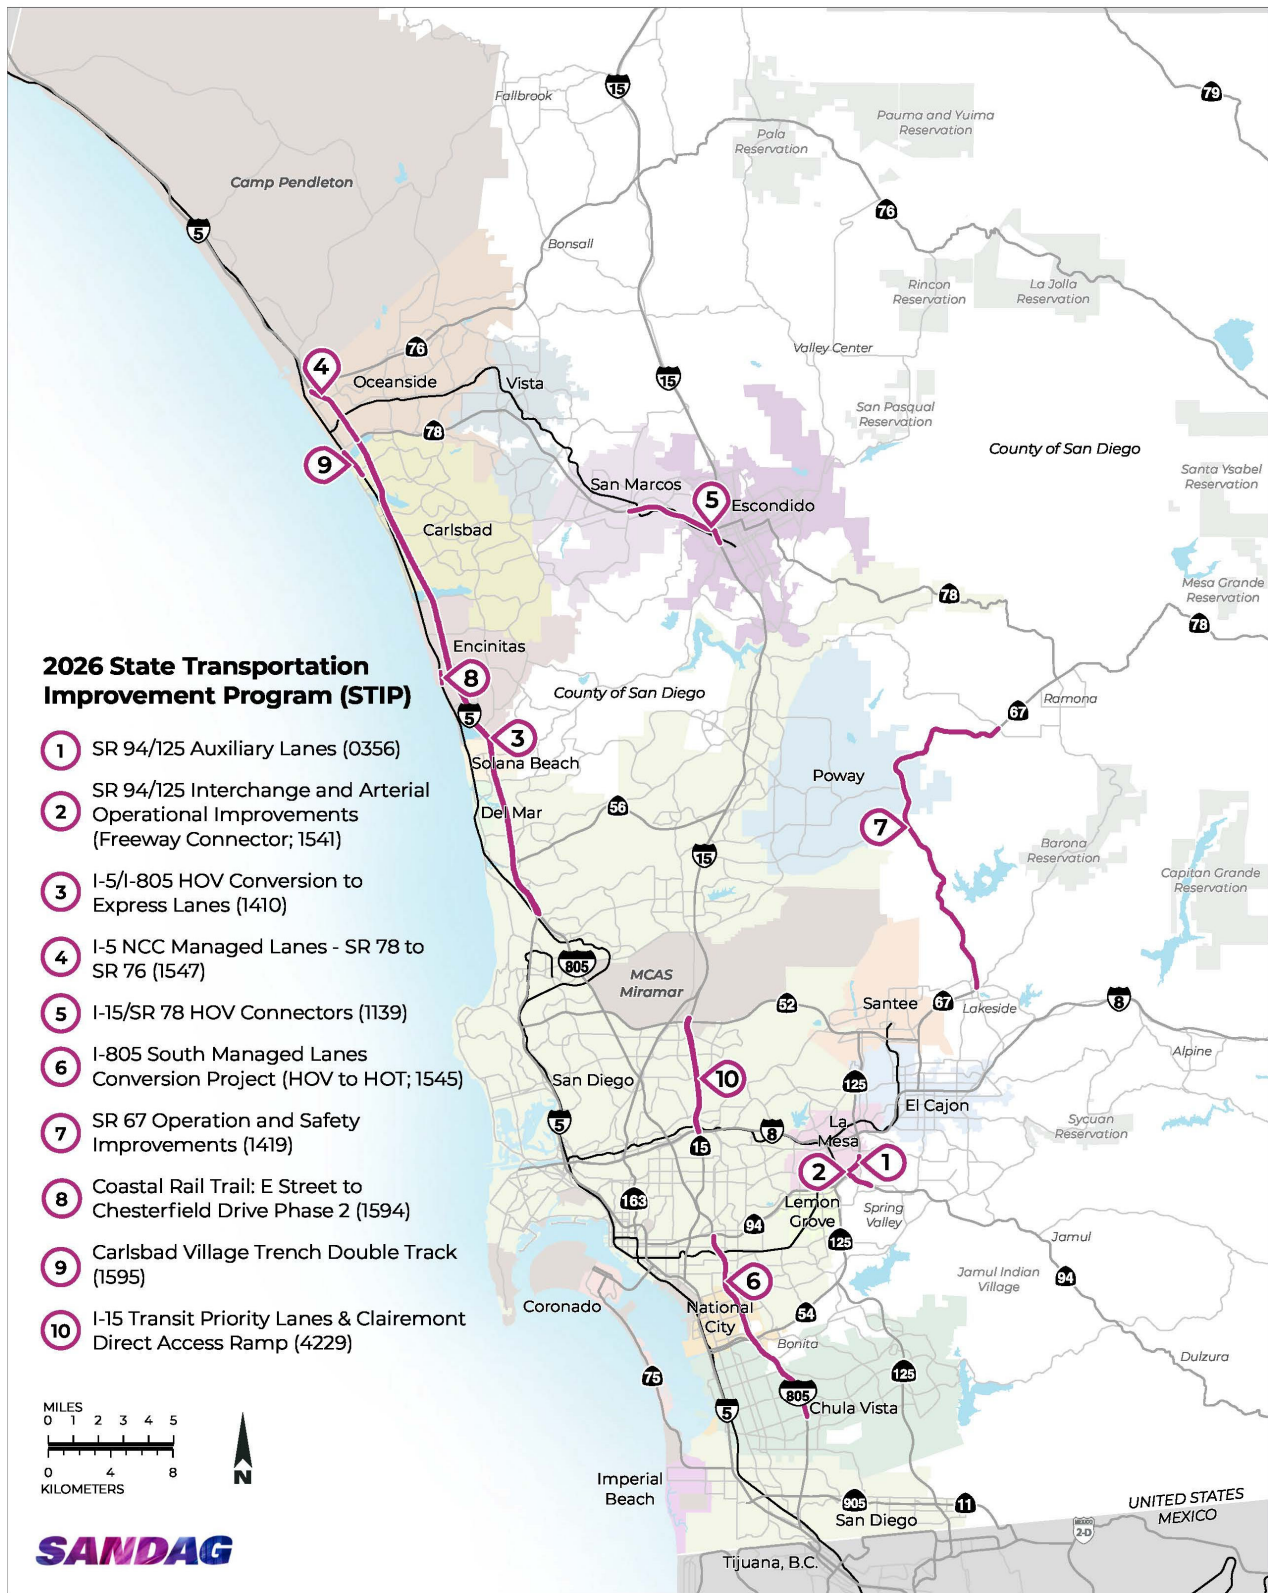 15
79
Fallbrook
Pauma and Yuima
Reservation
Pala
Reservation
Camp Pendleton
76
5
Bonsall
Rincon
Reservation
La Jolla
Reservation
76
Valley Center
4
Oceanside
Vista
15
San Pasqual
Reservation
78
County of San Diego
9
Santa Ysabel
Reservation
San Marcos
5
Escondido
Carlsbad
Mesa Grande
Reservation
78
78
Encinitas
8
County of San Diego
Ramona
67
5
3
Solana Beach
Poway
Del Mar
56
7
15
Barona
Reservation
Capitan Grande
Reservation
805
MCAS
Miramar
52
Santee
67
Lakeside
8
Alpine
San Diego
10
125
El Cajon
5
8
La
Mesa
Sycuan
Reservation
15
2
1
163
Lemon
Grove
Spring
Valley
94
125
Jamul
94
Jamul Indian
Village
6
Coronado
National
City
54
Bonita
Dulzura
75
125
805
Chula Vista
5
Imperial
Beach
905
11
San Diego
UNITED STATES
MEXICO
MEXICO
2-D
Tijuana, B.C.
2026 State Transportation
Improvement Program (STIP)
1 SR 94/125 Auxiliary Lanes (0356)
2 SR 94/125 Interchange and Arterial
Operational Improvements
(Freeway Connector; 1541)
3 I-5/I-805 HOV Conversion to
Express Lanes (1410)
4 I-5 NCC Managed Lanes - SR 78 to
SR 76 (1547)
5 I-15/SR 78 HOV Connectors (1139)
6 I-805 South Managed Lanes
Conversion Project (HOV to HOT; 1545)
7 SR 67 Operation and Safety
Improvements (1419)
8 Coastal Rail Trail: E Street to
Chesterfield Drive Phase 2 (1594)
9 Carlsbad Village Trench Double Track
(1595)
10 I-15 Transit Priority Lanes & Clairemont
Direct Access Ramp (4229)
MILES
0 1 2 3 4 5
0 4 8
KILOMETERS
N
SANDAG